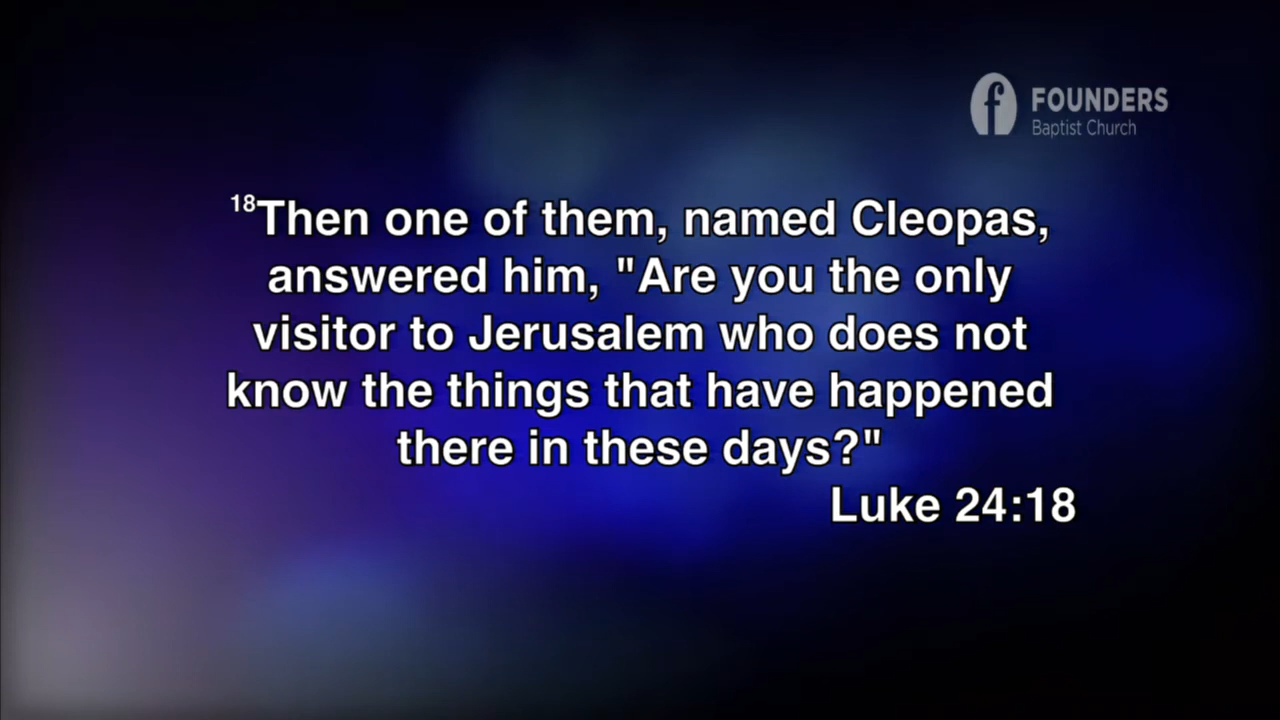 FOUNDERS
Baptist Church
18Then one of them, named Cleopas,
answered him, "Are you the only
visitor to Jerusalem who does not
know the things that have happened
there in these days?"
Luke 24:18